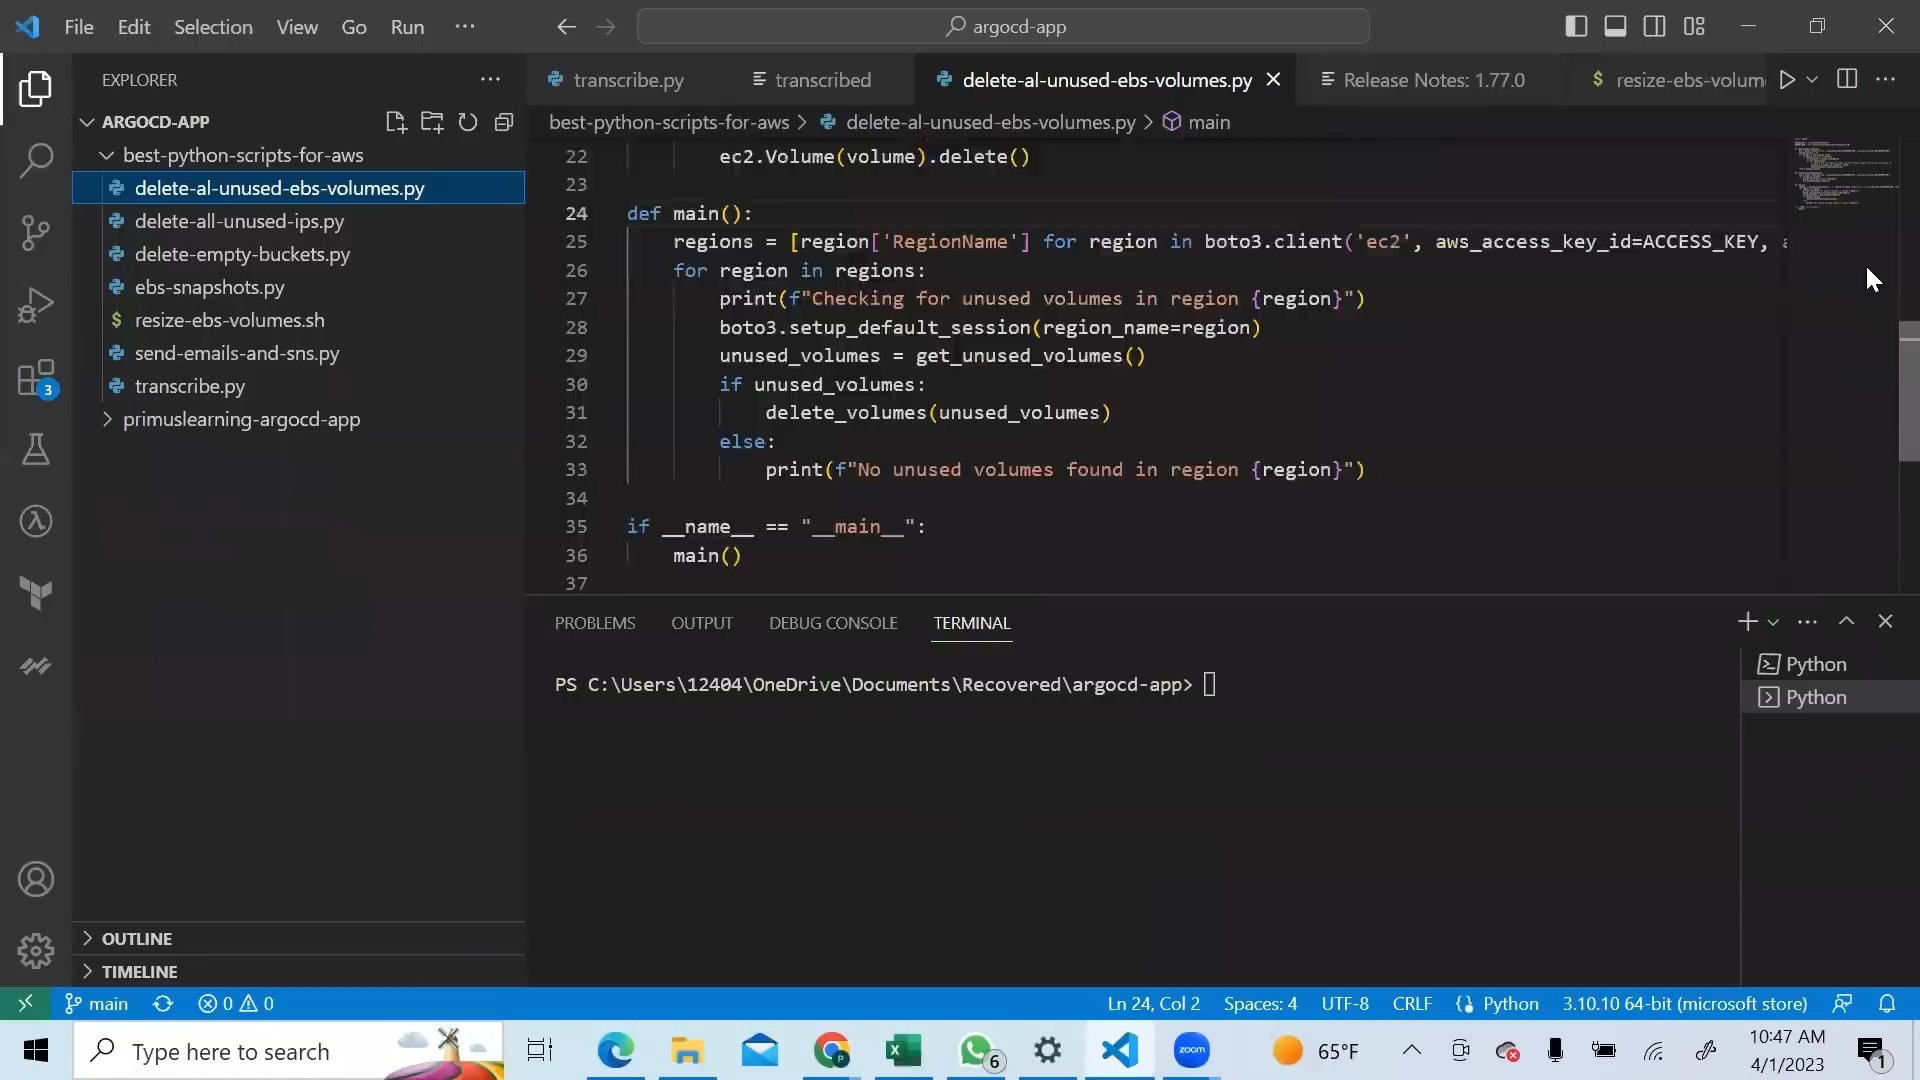 File Edit Selection View Go Run ···
argocd-app
EXPLORER
ARGOCD-APP
best-python-scripts-for-aws
delete-al-unused-ebs-volumes.py
delete-all-unused-ips.py
delete-empty-buckets.py
ebs-snapshots.py
$ resize-ebs-volumes.sh
send-emails-and-sns.py
transcribe.py
primuslearning-argocd-app
OUTLINE
TIMELINE
3
transcribe.py transcribed delete-al-unused-ebs-volumes.py Release Notes: 1.77.0 $ resize-ebs-volum
best-python-scripts-for-aws > delete-al-unused-ebs-volumes.py > main
22 ec2.Volume(volume).delete()
23
24 def main():
25 regions = [region['RegionName'] for region in boto3.client('ec2', aws_access_key_id=ACCESS_KEY,
26 for region in regions:
27 print(f"Checking for unused volumes in region {region}")
28 boto3.setup_default_session(region_name=region)
29 unused_volumes = get_unused_volumes()
30 if unused_volumes:
31 delete_volumes(unused_volumes)
32 else:
33 print(f"No unused volumes found in region {region}")
34
35 if __name__ == "__main__":
36 main()
37
PROBLEMS OUTPUT DEBUG CONSOLE TERMINAL
PS C:\Users\12404\OneDrive\Documents\Recovered\argocd-app>
Python
Python
main 0 0 Ln 24, Col 2 Spaces: 4 UTF-8 CRLF Python 3.10.10 64-bit (microsoft store)
Type here to search
P
6
zoom
65°F
10:47 AM
4/1/2023
1